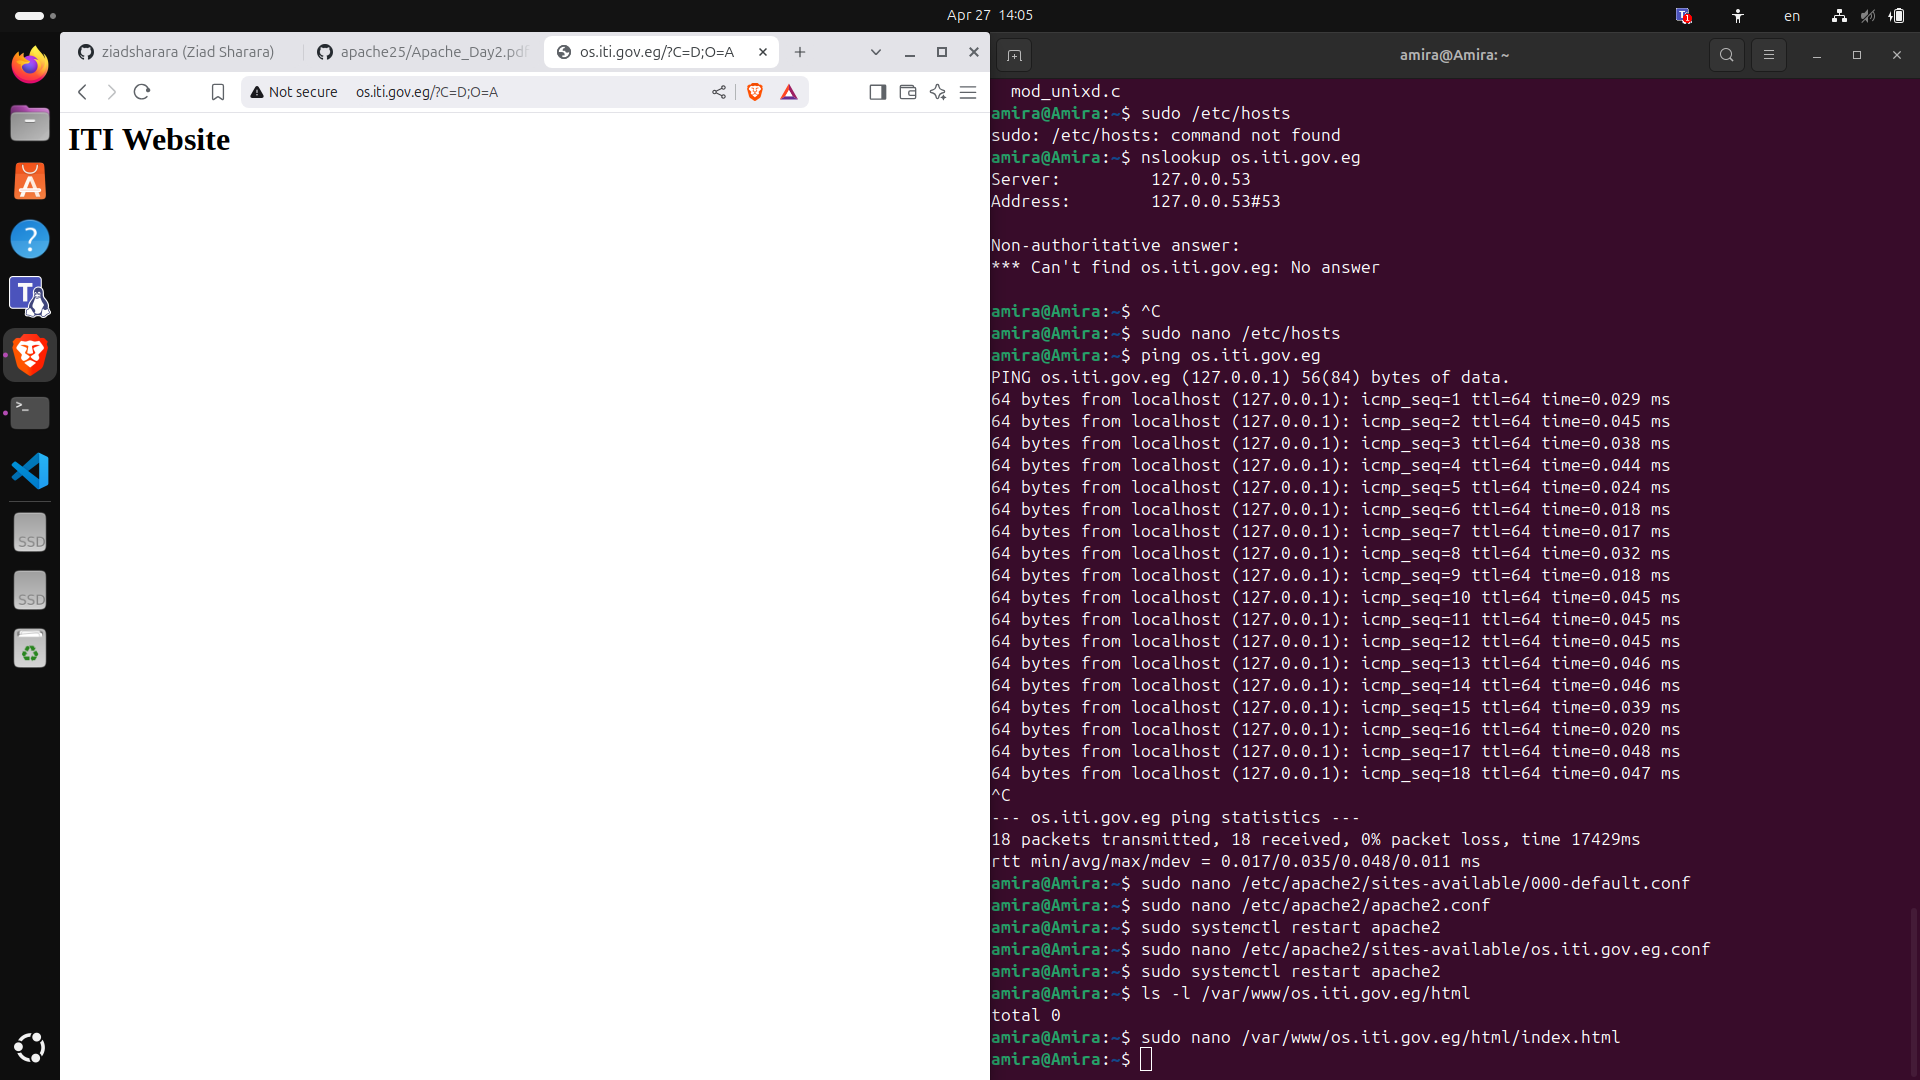 Apr 27 14:05
en
ziadsharara (Ziad Sharara)
apache25/Apache_Day2.pdf
os.iti.gov.eg/?C=D;O=A
Not secure os.iti.gov.eg/?C=D;O=A
ITI Website
SSD
SSD
amira@Amira: ~
mod_unixd.c
amira@Amira:~$ sudo /etc/hosts
sudo: /etc/hosts: command not found
amira@Amira:~$ nslookup os.iti.gov.eg
Server:         127.0.0.53
Address:        127.0.0.53#53
Non-authoritative answer:
*** Can't find os.iti.gov.eg: No answer
amira@Amira:~$ ^C
amira@Amira:~$ sudo nano /etc/hosts
amira@Amira:~$ ping os.iti.gov.eg
PING os.iti.gov.eg (127.0.0.1) 56(84) bytes of data.
64 bytes from localhost (127.0.0.1): icmp_seq=1 ttl=64 time=0.029 ms
64 bytes from localhost (127.0.0.1): icmp_seq=2 ttl=64 time=0.045 ms
64 bytes from localhost (127.0.0.1): icmp_seq=3 ttl=64 time=0.038 ms
64 bytes from localhost (127.0.0.1): icmp_seq=4 ttl=64 time=0.044 ms
64 bytes from localhost (127.0.0.1): icmp_seq=5 ttl=64 time=0.024 ms
64 bytes from localhost (127.0.0.1): icmp_seq=6 ttl=64 time=0.018 ms
64 bytes from localhost (127.0.0.1): icmp_seq=7 ttl=64 time=0.017 ms
64 bytes from localhost (127.0.0.1): icmp_seq=8 ttl=64 time=0.032 ms
64 bytes from localhost (127.0.0.1): icmp_seq=9 ttl=64 time=0.018 ms
64 bytes from localhost (127.0.0.1): icmp_seq=10 ttl=64 time=0.045 ms
64 bytes from localhost (127.0.0.1): icmp_seq=11 ttl=64 time=0.045 ms
64 bytes from localhost (127.0.0.1): icmp_seq=12 ttl=64 time=0.045 ms
64 bytes from localhost (127.0.0.1): icmp_seq=13 ttl=64 time=0.046 ms
64 bytes from localhost (127.0.0.1): icmp_seq=14 ttl=64 time=0.046 ms
64 bytes from localhost (127.0.0.1): icmp_seq=15 ttl=64 time=0.039 ms
64 bytes from localhost (127.0.0.1): icmp_seq=16 ttl=64 time=0.020 ms
64 bytes from localhost (127.0.0.1): icmp_seq=17 ttl=64 time=0.048 ms
64 bytes from localhost (127.0.0.1): icmp_seq=18 ttl=64 time=0.047 ms
^C
--- os.iti.gov.eg ping statistics ---
18 packets transmitted, 18 received, 0% packet loss, time 17429ms
rtt min/avg/max/mdev = 0.017/0.035/0.048/0.011 ms
amira@Amira:~$ sudo nano /etc/apache2/sites-available/000-default.conf
amira@Amira:~$ sudo nano /etc/apache2/apache2.conf
amira@Amira:~$ sudo systemctl restart apache2
amira@Amira:~$ sudo nano /etc/apache2/sites-available/os.iti.gov.eg.conf
amira@Amira:~$ sudo systemctl restart apache2
amira@Amira:~$ ls -l /var/www/os.iti.gov.eg/html
total 0
amira@Amira:~$ sudo nano /var/www/os.iti.gov.eg/html/index.html
amira@Amira:~$